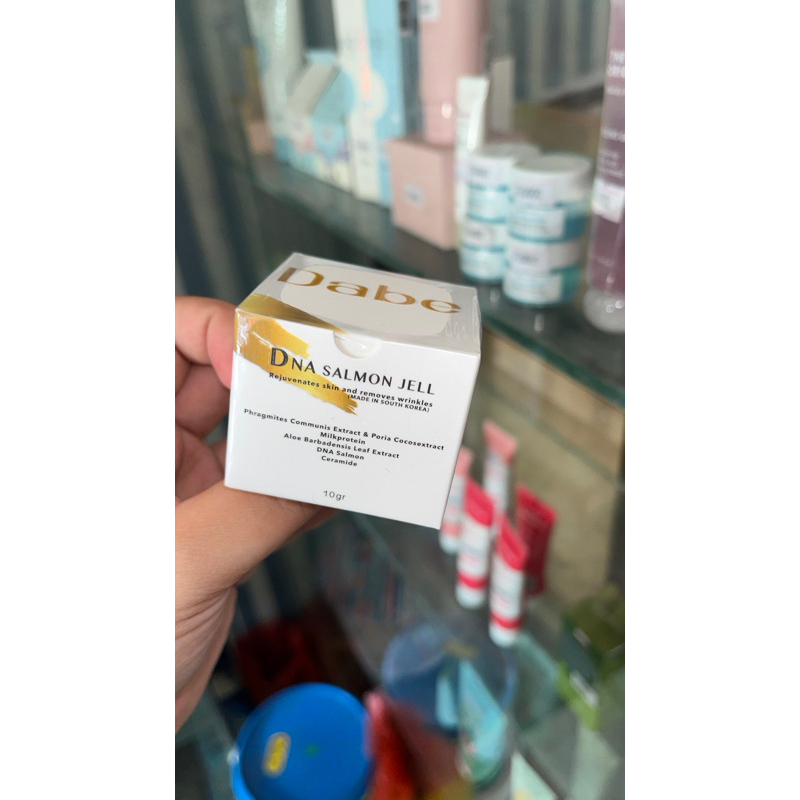 Dabe
DNA SALMON JELL
Rejuvenates skin and removes wrinkles
(MADE IN SOUTH KOREA)
Phragmites Communis Extract & Poria Cocosextract
Milkprotein
Aloe Barbadensis Leaf Extract
DNA Salmon
Ceramide
10gr